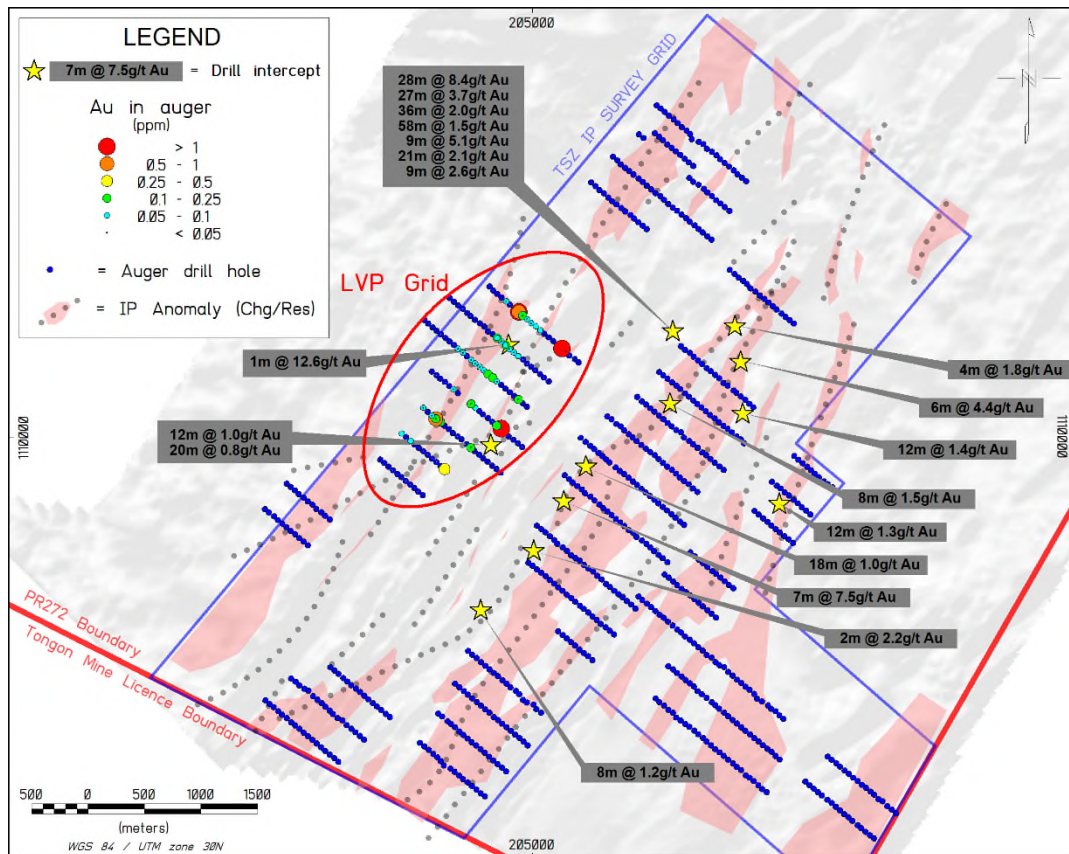 205000
LEGEND
7m @ 7.5g/t Au = Drill intercept
Au in auger
(ppm)
> 1
0.5 - 1
0.25 - 0.5
0.1 - 0.25
0.05 - 0.1
< 0.05
= Auger drill hole
= IP Anomaly (Chg/Res)
28m @ 8.4g/t Au
27m @ 3.7g/t Au
36m @ 2.0g/t Au
58m @ 1.5g/t Au
9m @ 5.1g/t Au
21m @ 2.1g/t Au
9m @ 2.6g/t Au
TSZ IP SURVEY GRID
N
LVP Grid
1m @ 12.6g/t Au
4m @ 1.8g/t Au
6m @ 4.4g/t Au
12m @ 1.0g/t Au
20m @ 0.8g/t Au
1110000
1110000
12m @ 1.4g/t Au
8m @ 1.5g/t Au
12m @ 1.3g/t Au
18m @ 1.0g/t Au
7m @ 7.5g/t Au
2m @ 2.2g/t Au
PR272 Boundary
Tongon Mine Licence Boundary
8m @ 1.2g/t Au
500 0 5000 1000 1500
(meters)
WGS 84 / UTM zone 30N
205000